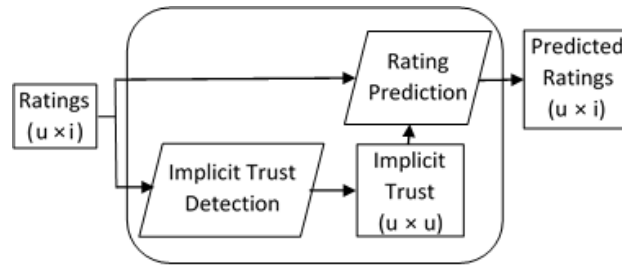 Ratings
(u × i)
Implicit Trust
Detection
Rating
Prediction
Implicit
Trust
(u × u)
Predicted
Ratings
(u × i)